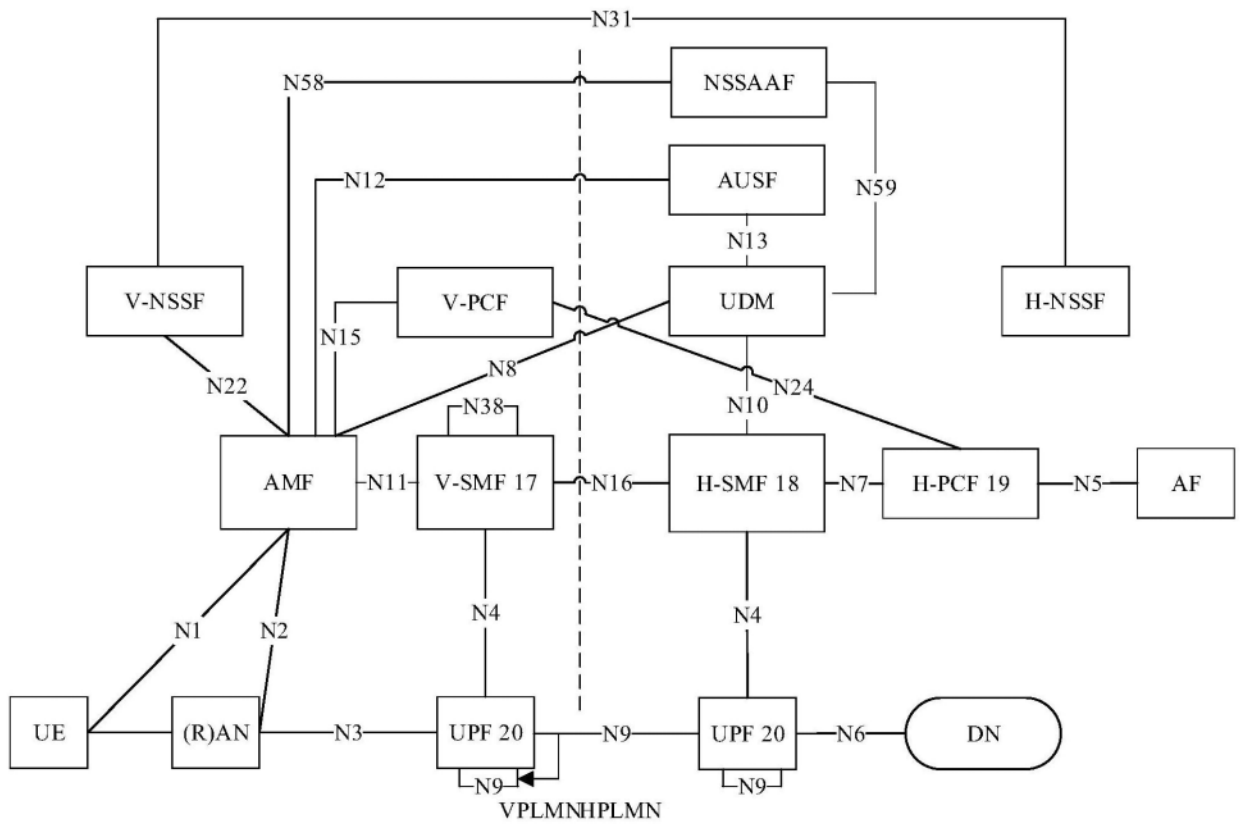 N31
N58
NSSAAF
N12
AUSF
N59
N13
V-NSSF
V-PCF
UDM
H-NSSF
N15
N8
N22
N24
N38
N10
AMF
N11
V-SMF 17
N16
H-SMF 18
N7
H-PCF 19
N5
AF
N1
N2
N4
N4
UE
(R)AN
N3
UPF 20
N9
UPF 20
N6
DN
N9
N9
VPLMNHPLMN